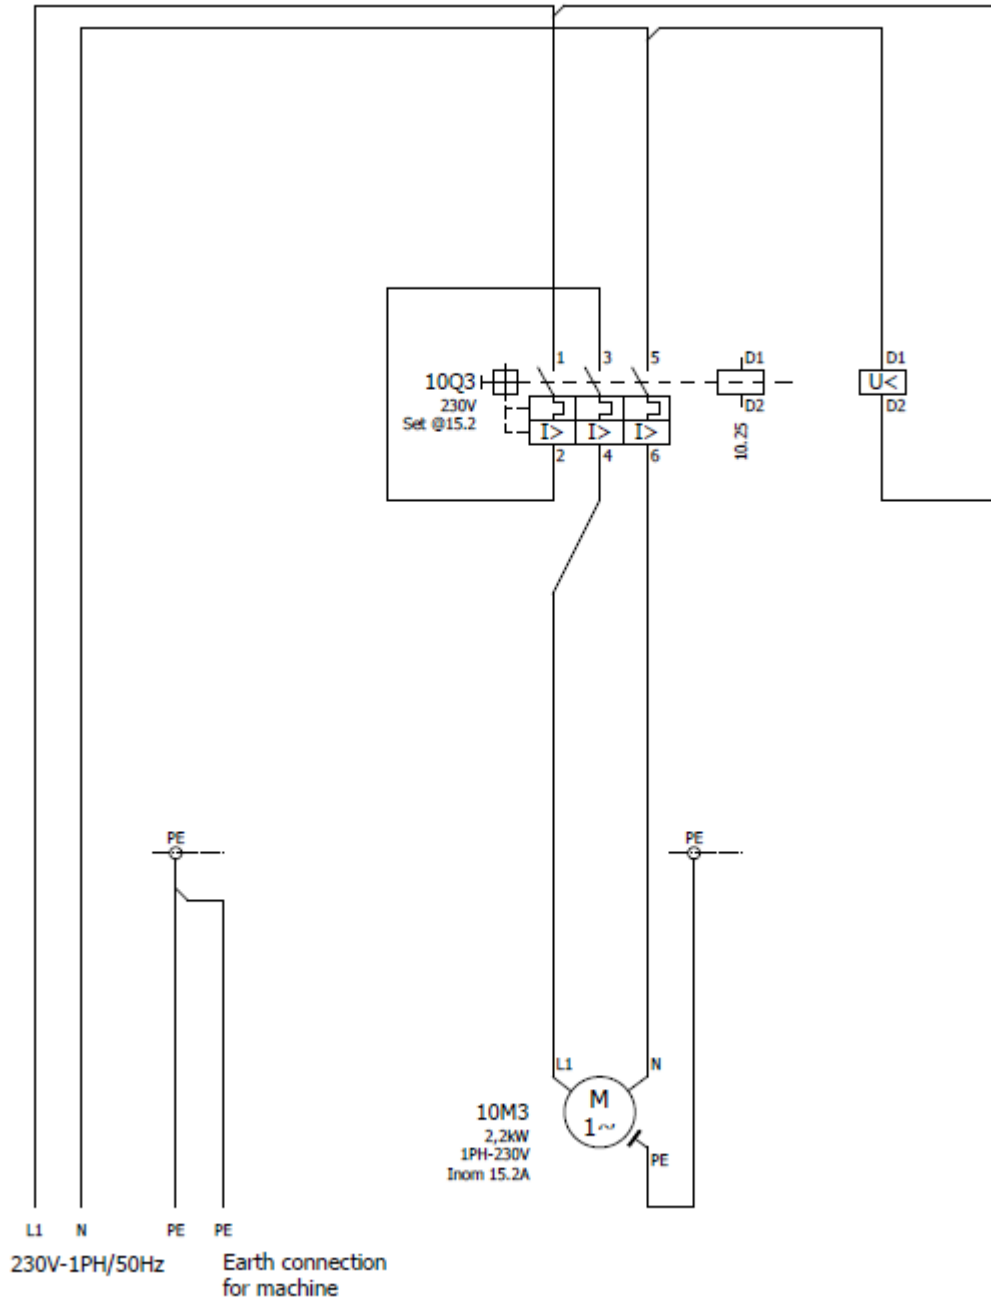 1
3
5
D1
D1
10Q3
U<
230V
D2
D2
Set @15.2
I>
I>
I>
10.25
2
4
6
PE
PE
L1
N
M
1~
10M3
2,2kW
1PH-230V
Inom 15.2A
PE
L1
N
PE
PE
230V-1PH/50Hz
Earth connection
for machine